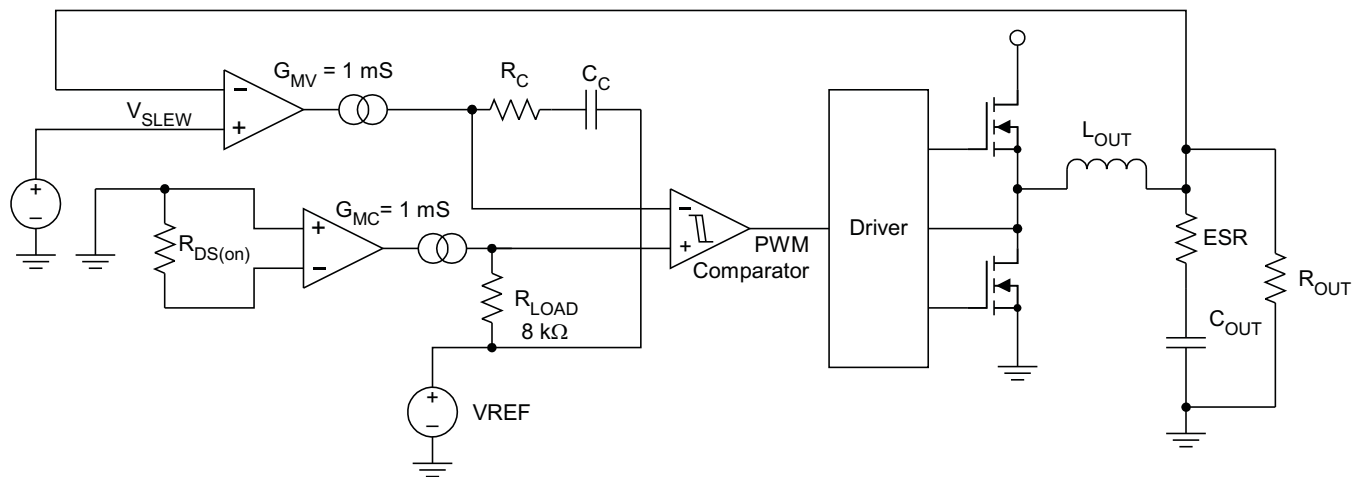 G_MV = 1 mS
R_C
C_C
V_SLEW
−
+
+
−
L_OUT
G_MC = 1 mS
R_DS(on)
+
−
−
+
PWM
Comparator
Driver
ESR
R_OUT
R_LOAD
8 kΩ
C_OUT
+
−
VREF